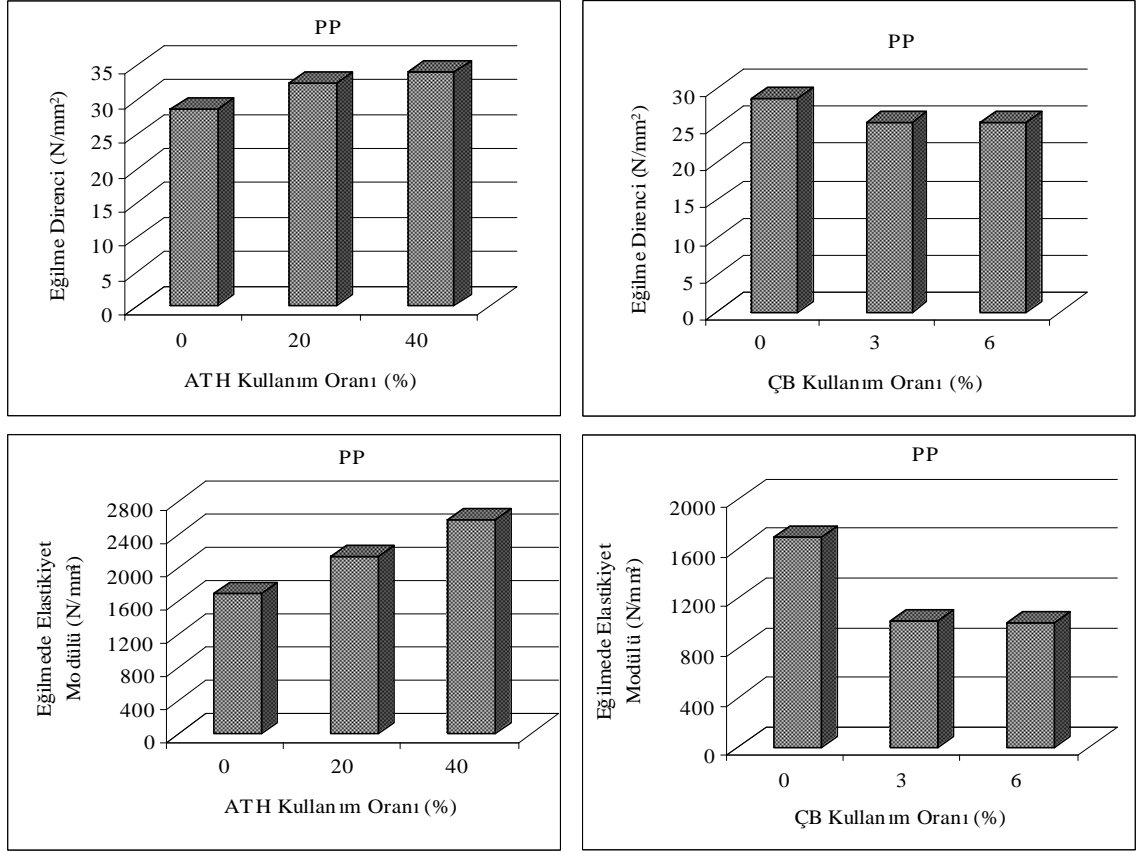 PP
Eğilme Direnci (N/mm²)
35
30
25
20
15
10
5
0
0 20 40
ATH Kullanım Oranı (%)
PP
Eğilme Direnci (N/mm²)
30
25
20
15
10
5
0
0 3 6
ÇB Kullanım Oranı (%)
PP
Eğilmede Elastikiyet
Modülü (N/mm²)
2800
2400
2000
1600
1200
800
400
0
0 20 40
ATH Kullanım Oranı (%)
PP
Eğilmede Elastikiyet
Modülü (N/mm²)
2000
1600
1200
800
400
0
0 3 6
ÇB Kullanım Oranı (%)